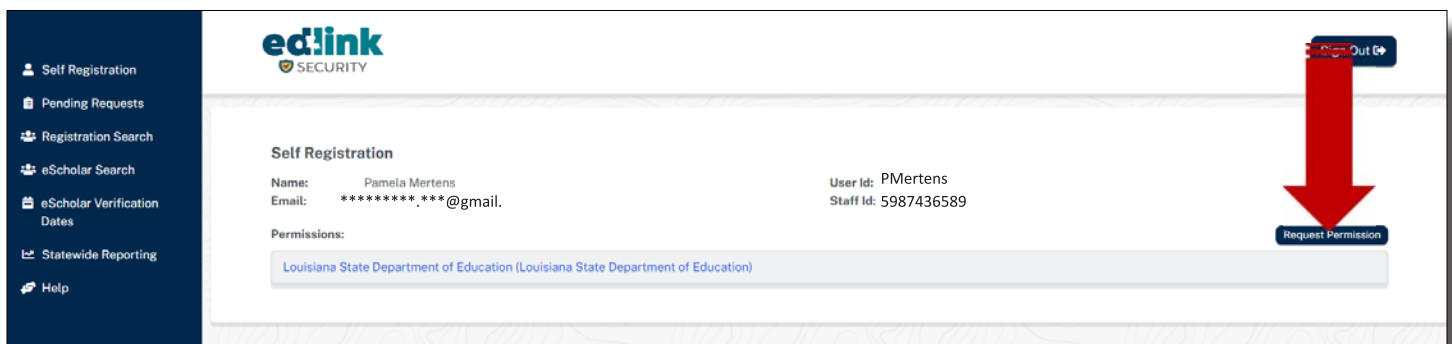 ed:link
SECURITY
Sign Out
Self Registration
Pending Requests
Registration Search
eScholar Search
eScholar Verification
Dates
Statewide Reporting
Help
Self Registration
Name: Pamela Mertens
User Id: PMertens
Email: *********.***@gmail.
Staff Id: 5987436589
Permissions:
Request Permission
Louisiana State Department of Education (Louisiana State Department of Education)